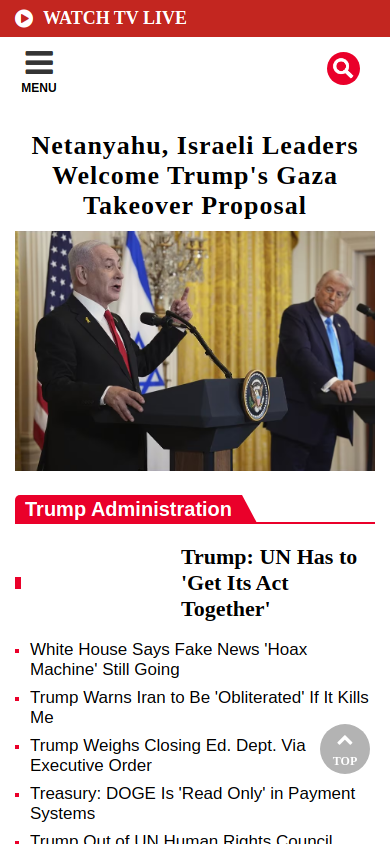 WATCH TV LIVE
MENU
Netanyahu, Israeli Leaders
Welcome Trump's Gaza
Takeover Proposal
Trump Administration
Trump: UN Has to
'Get Its Act
Together'
White House Says Fake News 'Hoax
Machine' Still Going
Trump Warns Iran to Be 'Obliterated' If It Kills
Me
Trump Weighs Closing Ed. Dept. Via
Executive Order
TOP
Treasury: DOGE Is 'Read Only' in Payment
Systems
Trump Out of UN Human Rights Council